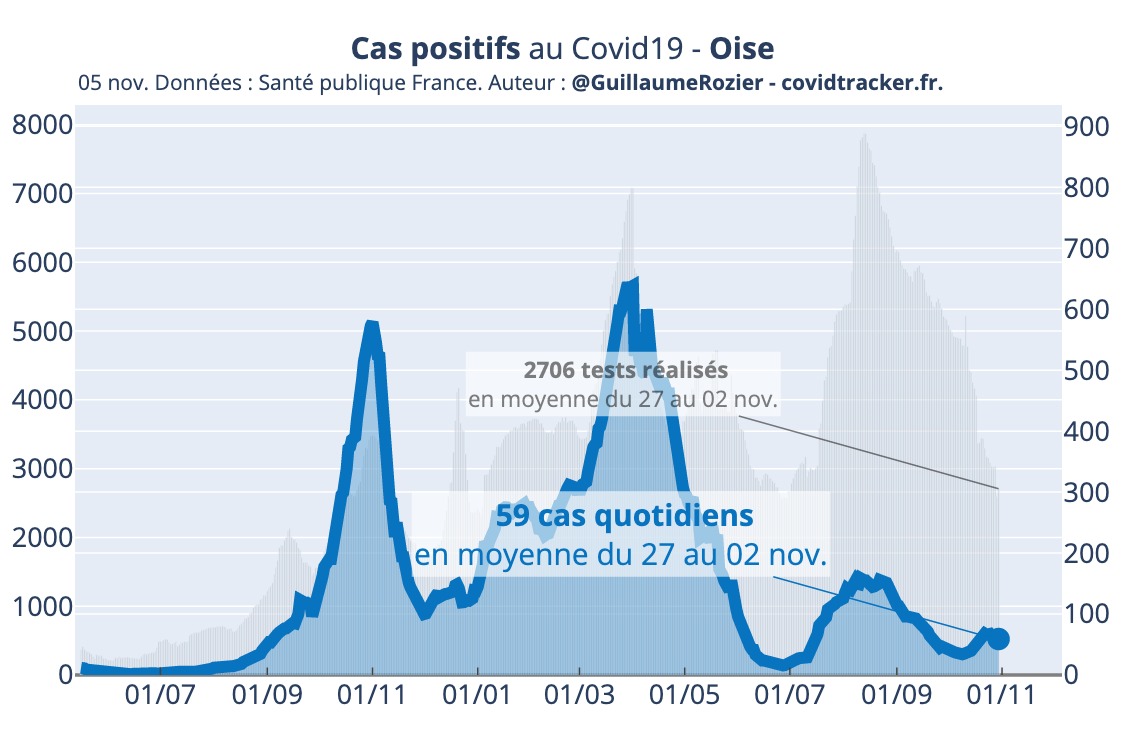 Cas positifs au Covid19 - Oise
05 nov. Données : Santé publique France. Auteur : @GuillaumeRozier - covidtracker.fr.
8000
7000
6000
5000
4000
3000
2000
1000
0
900
800
700
600
500
400
300
200
100
0
2706 tests réalisés
en moyenne du 27 au 02 nov.
59 cas quotidiens
en moyenne du 27 au 02 nov.
01/07 01/09 01/11 01/01 01/03 01/05 01/07 01/09 01/11